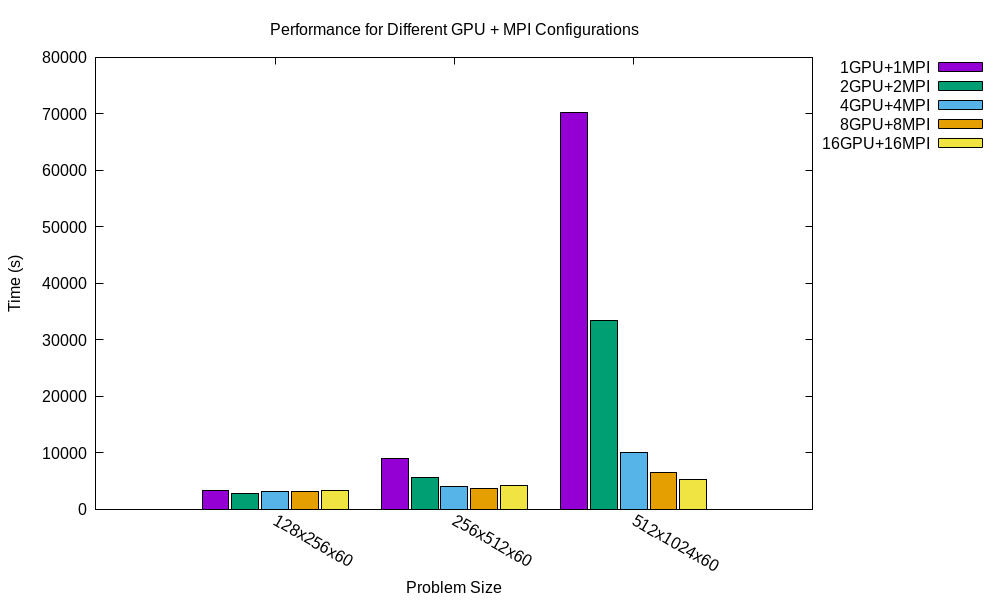 Performance for Different GPU + MPI Configurations
1GPU+1MPI
2GPU+2MPI
4GPU+4MPI
8GPU+8MPI
16GPU+16MPI
80000
70000
60000
50000
40000
30000
20000
10000
0
Time (s)
128x256x60
256x512x60
512x1024x60
Problem Size